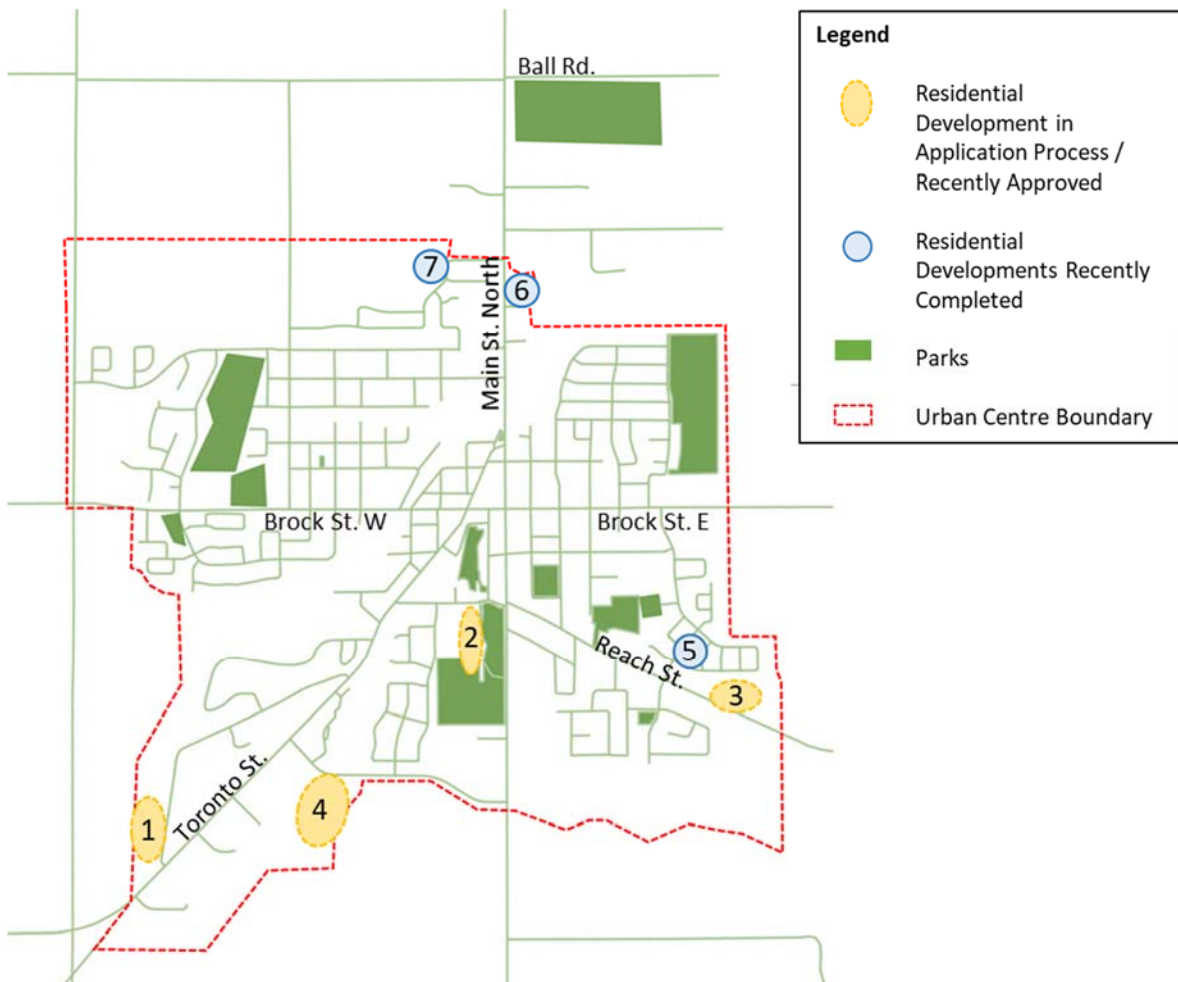 Ball Rd.
Main St. North
7
6
Brock St. W
Brock St. E
2
5
Reach St.
3
Toronto St.
4
1
Legend
Residential
Development in
Application Process /
Recently Approved
Residential
Developments Recently
Completed
Parks
Urban Centre Boundary